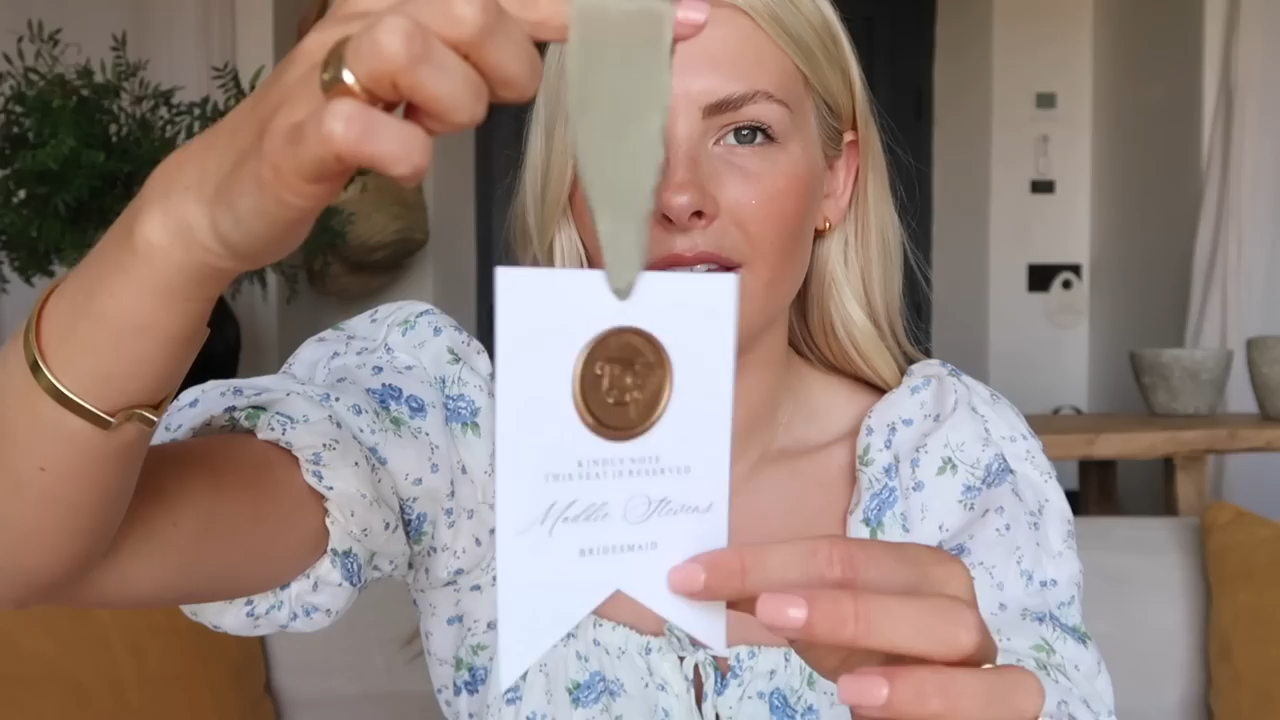 KINDLY NOTE
THIS SEAT IS RESERVED
Maddie Stevens
BRIDESMAID